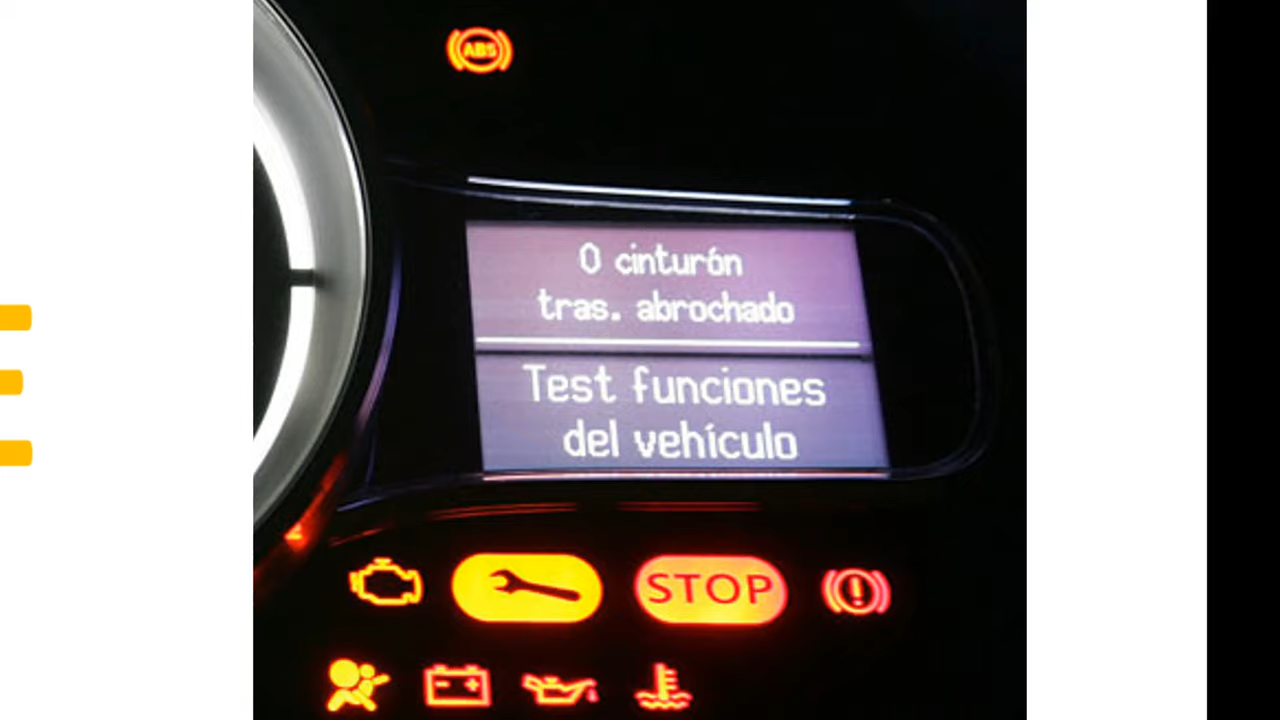 ABS
0 cinturón
tras. abrochado
Test funciones
del vehículo
STOP